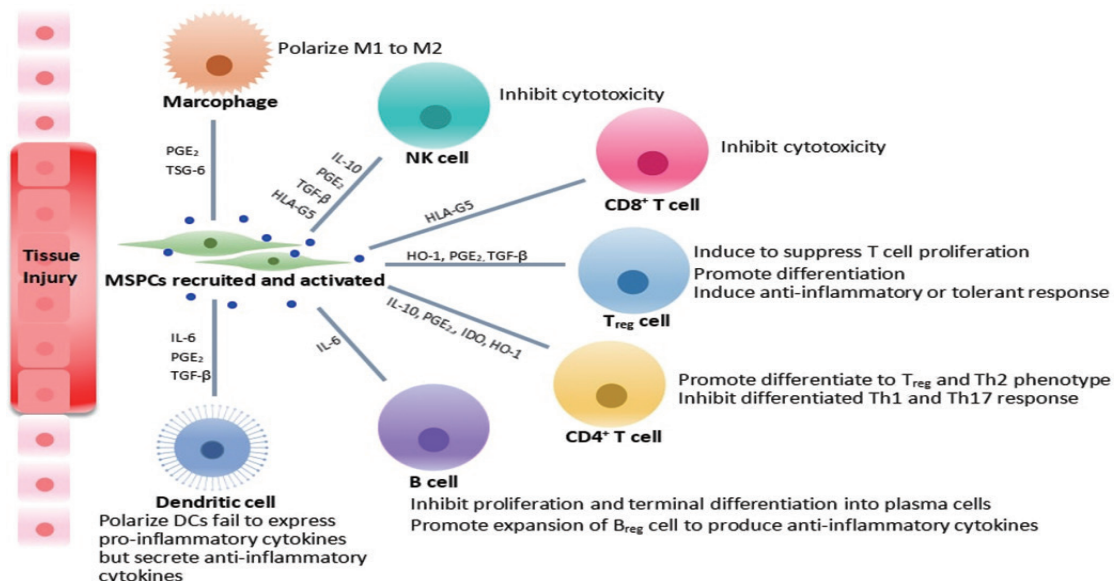 Polarize M1 to M2
Marcophage
Inhibit cytotoxicity
NK cell
PGE₂
TSG-6
IL-10
PGE₂
TGF-β
HLA-G5
Inhibit cytotoxicity
CD8⁺ T cell
HLA-G5
Tissue
Injury
MSPCs recruited and activated
HO-1, PGE₂, TGF-β
Induce to suppress T cell proliferation
Promote differentiation
Induce anti-inflammatory or tolerant response
T_reg cell
IL-10, PGE₂,, IDO, HO-1
Promote differentiate to T_reg and Th2 phenotype
Inhibit differentiated Th1 and Th17 response
CD4⁺ T cell
IL-6
PGE₂
TGF-β
IL-6
B cell
Inhibit proliferation and terminal differentiation into plasma cells
Promote expansion of B_reg cell to produce anti-inflammatory cytokines
Dendritic cell
Polarize DCs fail to express
pro-inflammatory cytokines
but secrete anti-inflammatory
cytokines